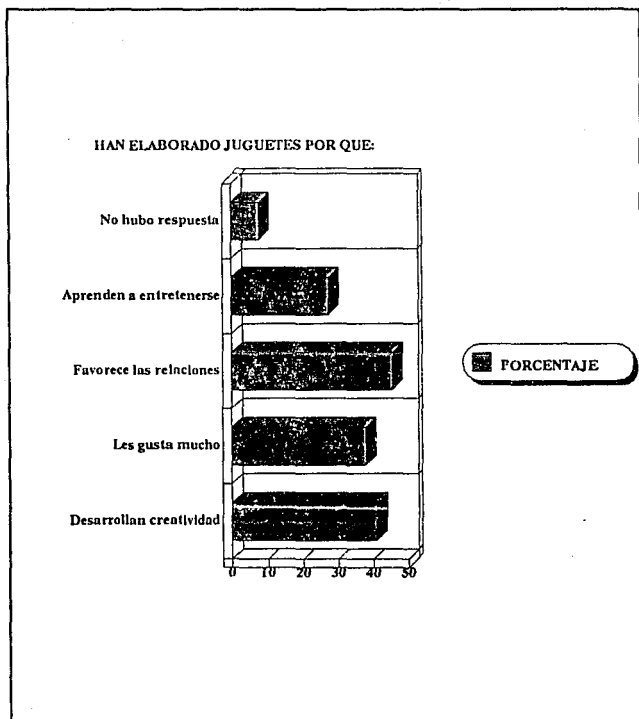 HAN ELABORADO JUGUETES POR QUE:
No hubo respuesta
Aprenden a entretenerse
Favorece las relaciones
Les gusta mucho
Desarrollan creatividad
PORCENTAJE
0 10 20 30 40 50